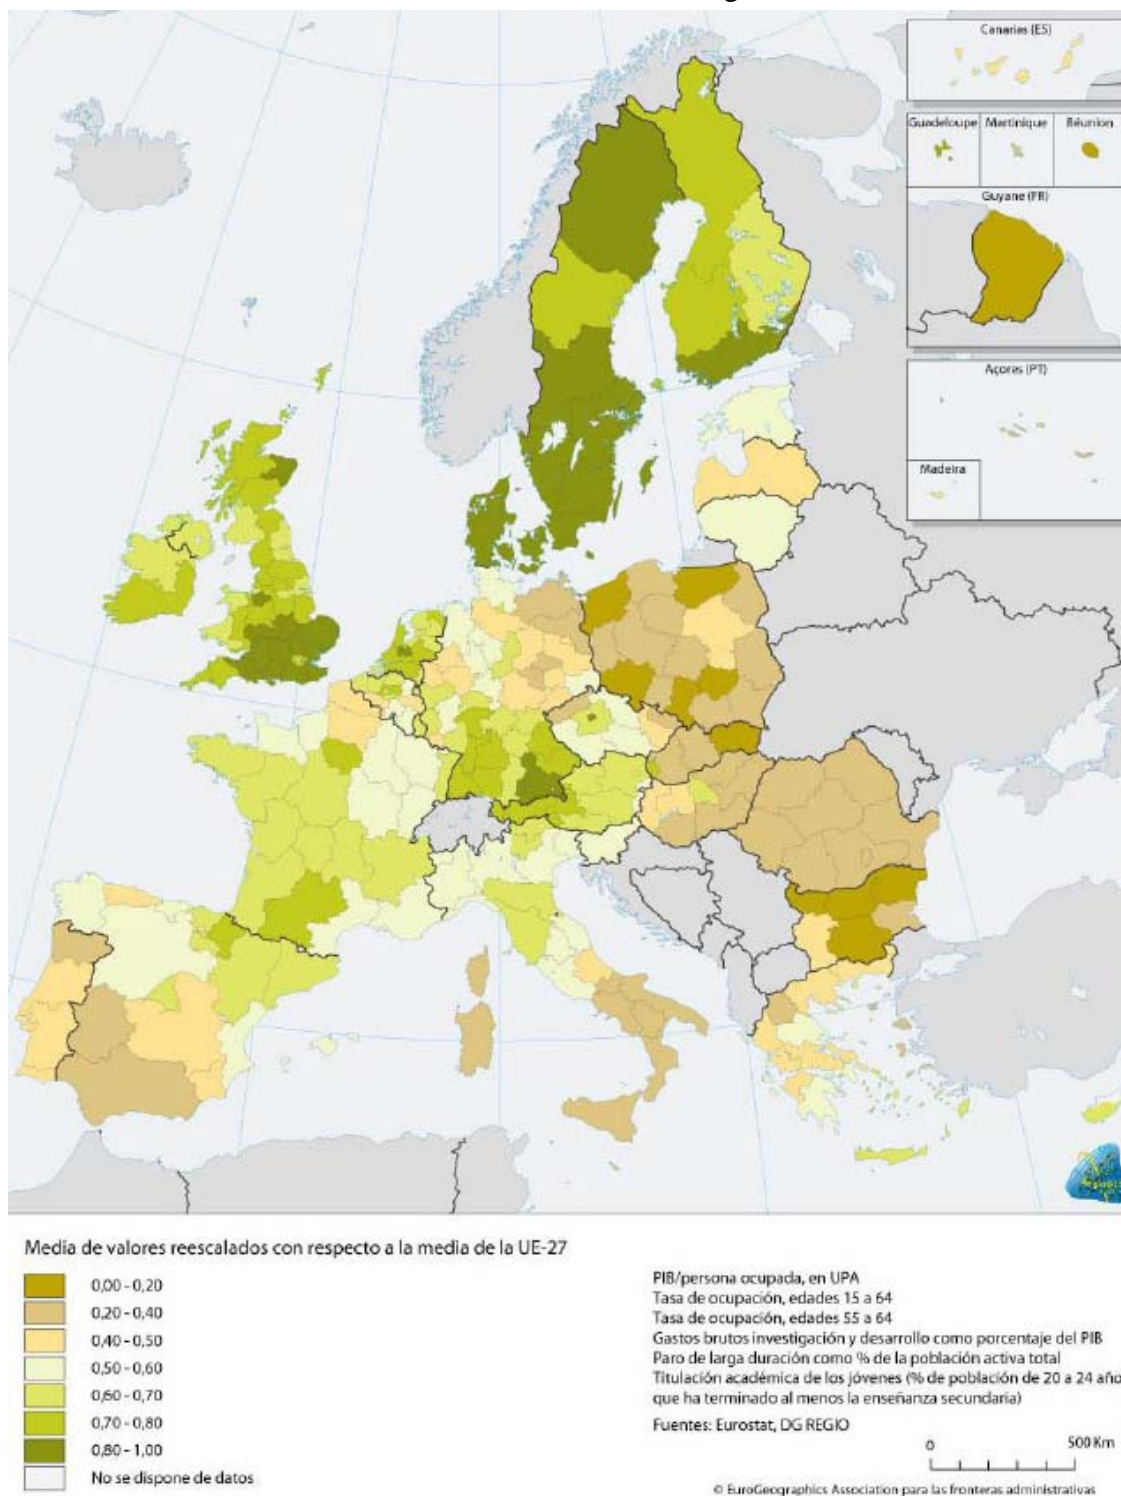 Canarias (ES)
Guadeloupe
Martinique
Réunion
Guyane (FR)
Açores (PT)
Madeira
Media de valores reescalados con respecto a la media de la UE-27
0,00 - 0,20
0,20 - 0,40
0,40 - 0,50
0,50 - 0,60
0,60 - 0,70
0,70 - 0,80
0,80 - 1,00
No se dispone de datos
PIB/persona ocupada, en UPA
Tasa de ocupación, edades 15 a 64
Tasa de ocupación, edades 55 a 64
Gastos brutos investigación y desarrollo como porcentaje del PIB
Paro de larga duración como % de la población activa total
Titulación académica de los jóvenes (% de población de 20 a 24 año
que ha terminado al menos la enseñanza secundaria)
Fuentes: Eurostat, DG REGIO
0 500 Km
© EuroGeographics Association para las fronteras administrativas